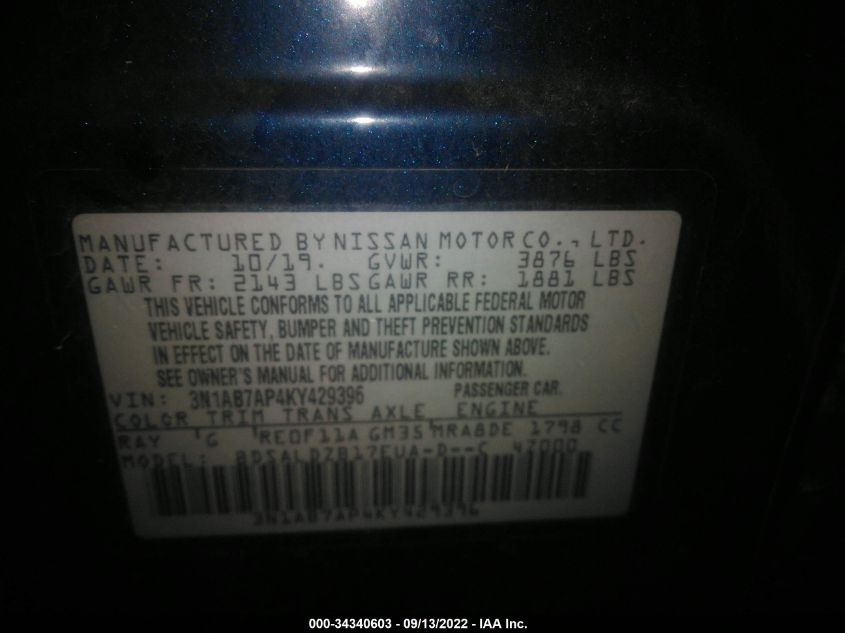 MANUFACTURED BY NISSAN MOTOR CO., LTD.
DATE: 10/19. GVWR: 3876 LBS
GAWR FR: 2143 LBS GAWR RR: 1881 LBS
THIS VEHICLE CONFORMS TO ALL APPLICABLE FEDERAL MOTOR
VEHICLE SAFETY, BUMPER AND THEFT PREVENTION STANDARDS
IN EFFECT ON THE DATE OF MANUFACTURE SHOWN ABOVE.
SEE OWNER'S MANUAL FOR ADDITIONAL INFORMATION.
VIN: 3N1AB7AP4KY429396 PASSENGER CAR.
COLOR TRIM TRANS AXLE ENGINE
RAY G RE0F11A GM35 MRA8DE 1798 CC
MODEL: BDSALDZB17EUA-D--C
3N1AB7AP4KY429396
000-34340603 - 09/13/2022 - IAA Inc.